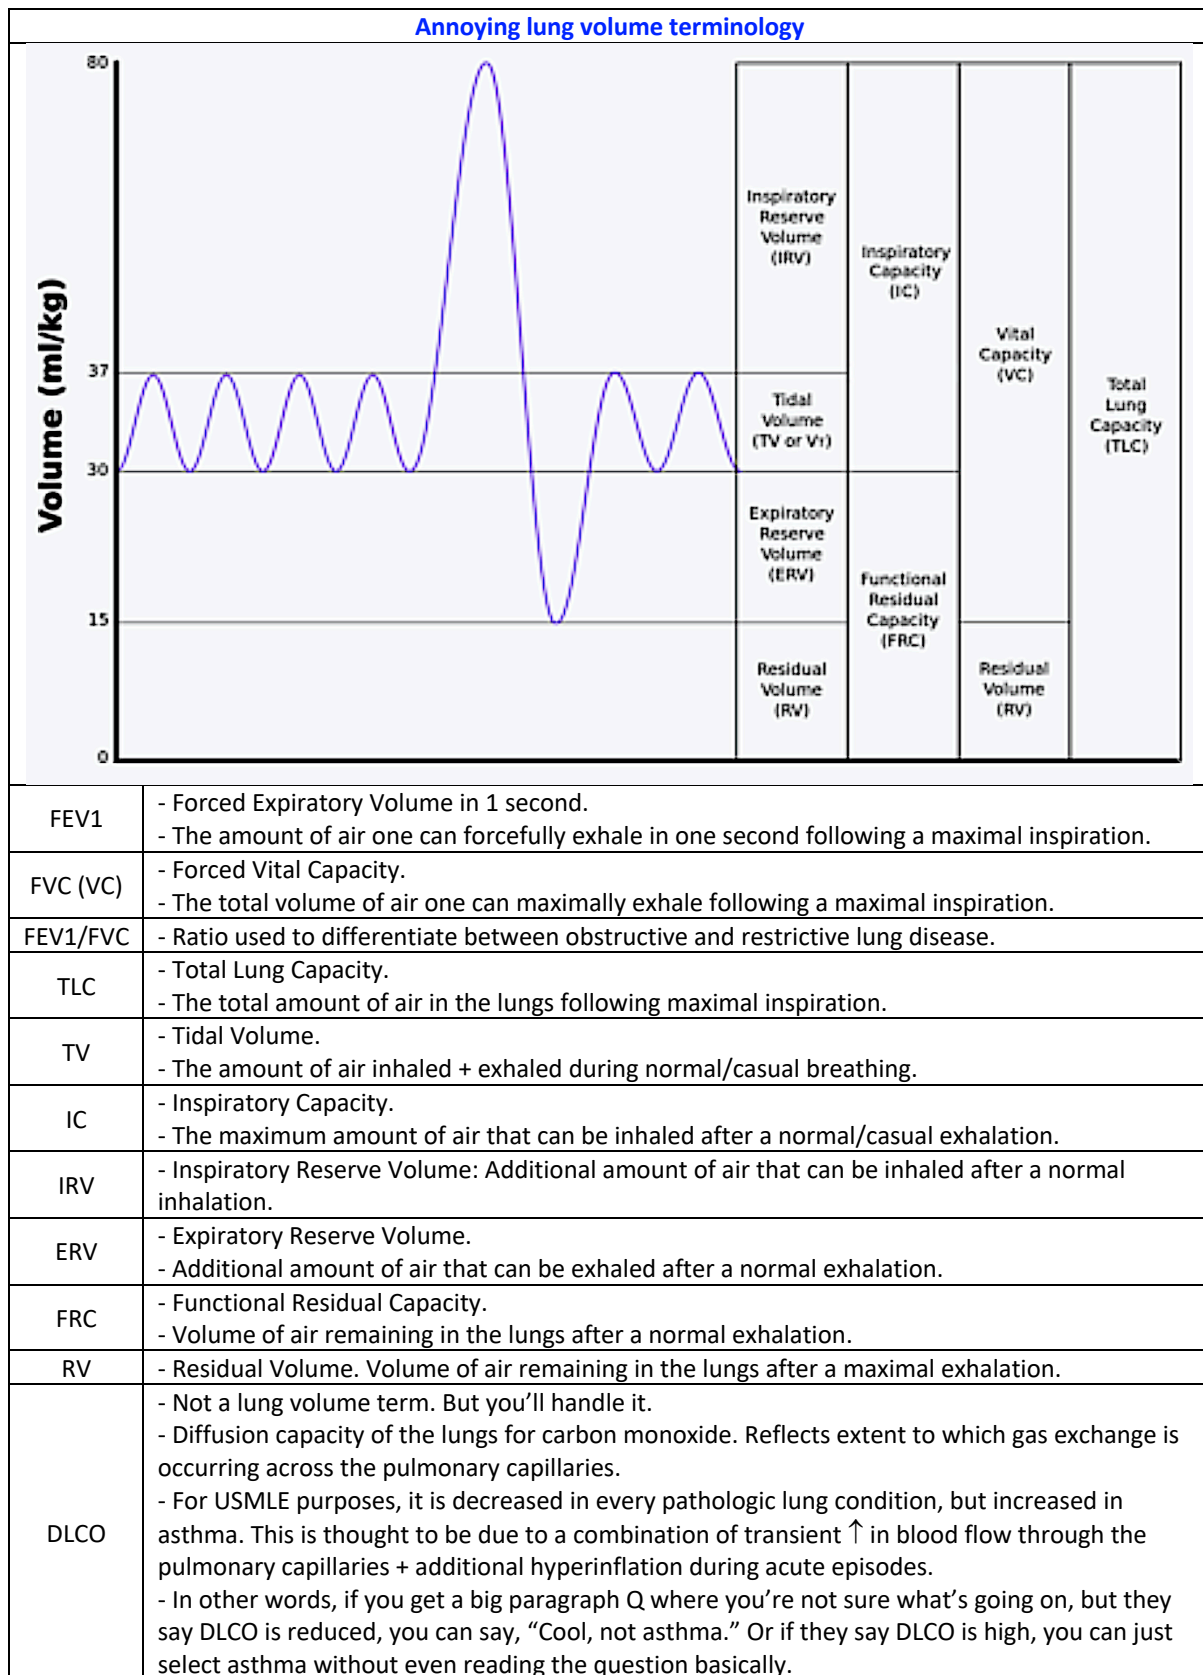 Annoying lung volume terminology
80
37
30
15
0
Volume (ml/kg)
Inspiratory
Reserve
Volume
(IRV)
Tidal
Volume
(TV or VT)
Expiratory
Reserve
Volume
(ERV)
Residual
Volume
(RV)
Inspiratory
Capacity
(IC)
Functional
Residual
Capacity
(FRC)
Vital
Capacity
(VC)
Residual
Volume
(RV)
Total
Lung
Capacity
(TLC)
FEV1
- Forced Expiratory Volume in 1 second.
- The amount of air one can forcefully exhale in one second following a maximal inspiration.
FVC (VC)
- Forced Vital Capacity.
- The total volume of air one can maximally exhale following a maximal inspiration.
FEV1/FVC
- Ratio used to differentiate between obstructive and restrictive lung disease.
TLC
- Total Lung Capacity.
- The total amount of air in the lungs following maximal inspiration.
TV
- Tidal Volume.
- The amount of air inhaled + exhaled during normal/casual breathing.
IC
- Inspiratory Capacity.
- The maximum amount of air that can be inhaled after a normal/casual exhalation.
IRV
- Inspiratory Reserve Volume: Additional amount of air that can be inhaled after a normal
inhalation.
ERV
- Expiratory Reserve Volume.
- Additional amount of air that can be exhaled after a normal exhalation.
FRC
- Functional Residual Capacity.
- Volume of air remaining in the lungs after a normal exhalation.
RV
- Residual Volume. Volume of air remaining in the lungs after a maximal exhalation.
DLCO
- Not a lung volume term. But you’ll handle it.
- Diffusion capacity of the lungs for carbon monoxide. Reflects extent to which gas exchange is
occurring across the pulmonary capillaries.
- For USMLE purposes, it is decreased in every pathologic lung condition, but increased in
asthma. This is thought to be due to a combination of transient ↑ in blood flow through the
pulmonary capillaries + additional hyperinflation during acute episodes.
- In other words, if you get a big paragraph Q where you’re not sure what’s going on, but they
say DLCO is reduced, you can say, “Cool, not asthma.” Or if they say DLCO is high, you can just
select asthma without even reading the question basically.